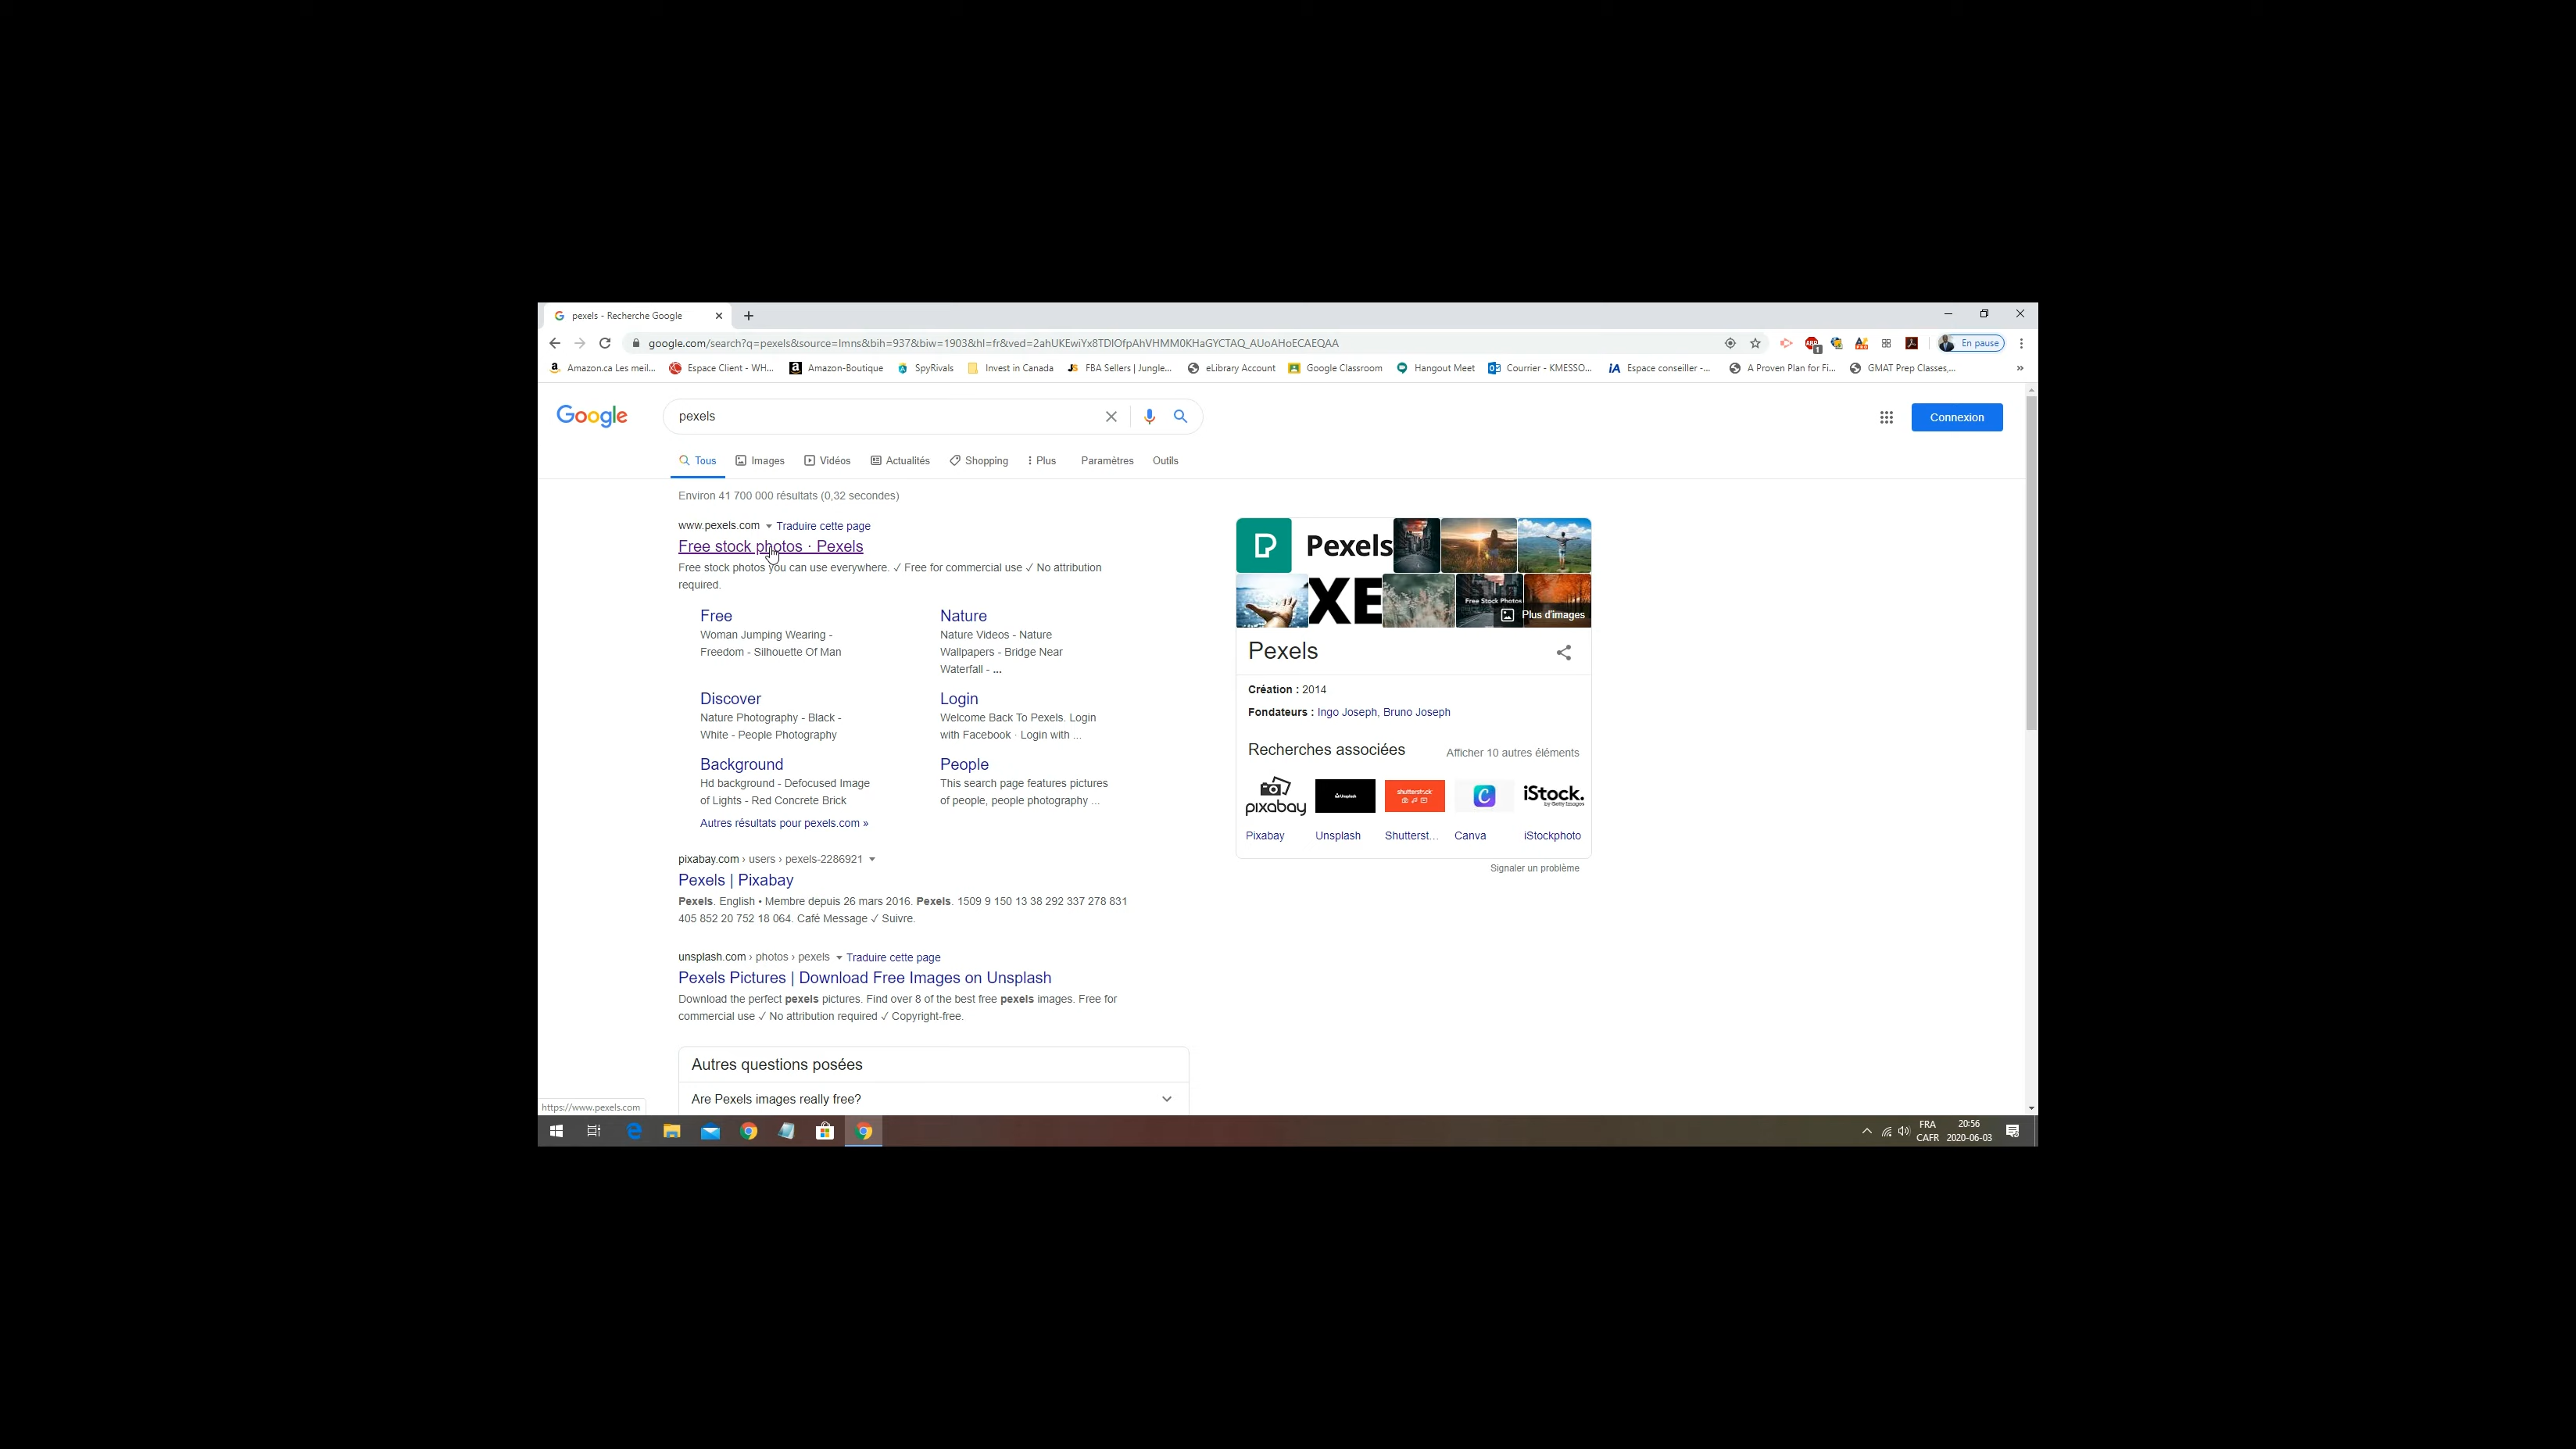 pexels - Recherche Google
google.com/search?q=pexels&source=lmns&bih=937&biw=1903&hl=fr&ved=2ahUKEwiYx8TDlOfpAhVHMM0KHaGYCTAQ_AUoAHoECAEQAA
En pause
Amazon.ca Les meil... Espace Client - WH... Amazon-Boutique SpyRivals Invest in Canada FBA Sellers | Jungle... eLibrary Account Google Classroom Hangout Meet Courrier - KMESSO... Espace conseiller -... A Proven Plan for Fi... GMAT Prep Classes,... »
Google
pexels
Connexion
Tous Images Vidéos Actualités Shopping Plus Paramètres Outils
Environ 41 700 000 résultats (0,32 secondes)
www.pexels.com Traduire cette page
Free stock photos · Pexels
Free stock photos you can use everywhere. ✓ Free for commercial use ✓ No attribution
required.
Free
Woman Jumping Wearing -
Freedom - Silhouette Of Man
Nature
Nature Videos - Nature
Wallpapers - Bridge Near
Waterfall - ...
Discover
Nature Photography - Black -
White - People Photography
Login
Welcome Back To Pexels. Login
with Facebook · Login with ...
Background
Hd background - Defocused Image
of Lights - Red Concrete Brick
People
This search page features pictures
of people, people photography ...
Autres résultats pour pexels.com »
pixabay.com › users › pexels-2286921
Pexels | Pixabay
Pexels. English • Membre depuis 26 mars 2016. Pexels. 1509 9 150 13 38 292 337 278 831
405 852 20 752 18 064. Café Message ✓ Suivre.
unsplash.com › photos › pexels Traduire cette page
Pexels Pictures | Download Free Images on Unsplash
Download the perfect pexels pictures. Find over 8 of the best free pexels images. Free for
commercial use ✓ No attribution required ✓ Copyright-free.
Autres questions posées
Are Pexels images really free?
Pexels
XE
Free Stock Photos
Plus d'images
Pexels
Création : 2014
Fondateurs : Ingo Joseph, Bruno Joseph
Recherches associées Afficher 10 autres éléments
pixabay Unsplash shutterstock iStock.
by Getty Images
Pixabay Unsplash Shutterst... Canva iStockphoto
Signaler un problème
https://www.pexels.com
FRA 20:56
CAFR 2020-06-03